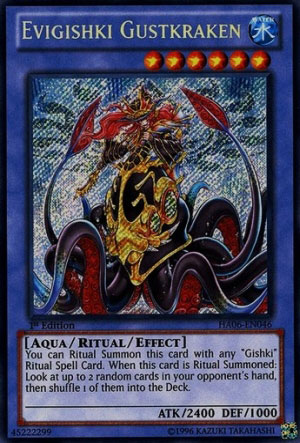 EVIGISHKI GUSTKRAKEN
WATER
水
1st Edition
HA06-EN046
[AQUA / RITUAL / EFFECT]
You can Ritual Summon this card with any "Gishki"
Ritual Spell Card. When this card is Ritual Summoned:
Look at up to 2 random cards in your opponent's hand,
then shuffle 1 of them into the Deck.
ATK/2400 DEF/1000
45222299
©1996 KAZUKI TAKAHASHI